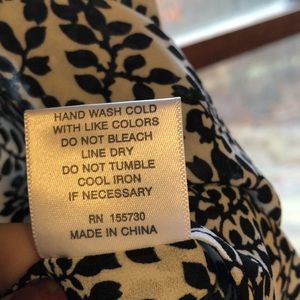 HAND WASH COLD
WITH LIKE COLORS
DO NOT BLEACH
LINE DRY
DO NOT TUMBLE
COOL IRON
IF NECESSARY
RN 155730
MADE IN CHINA